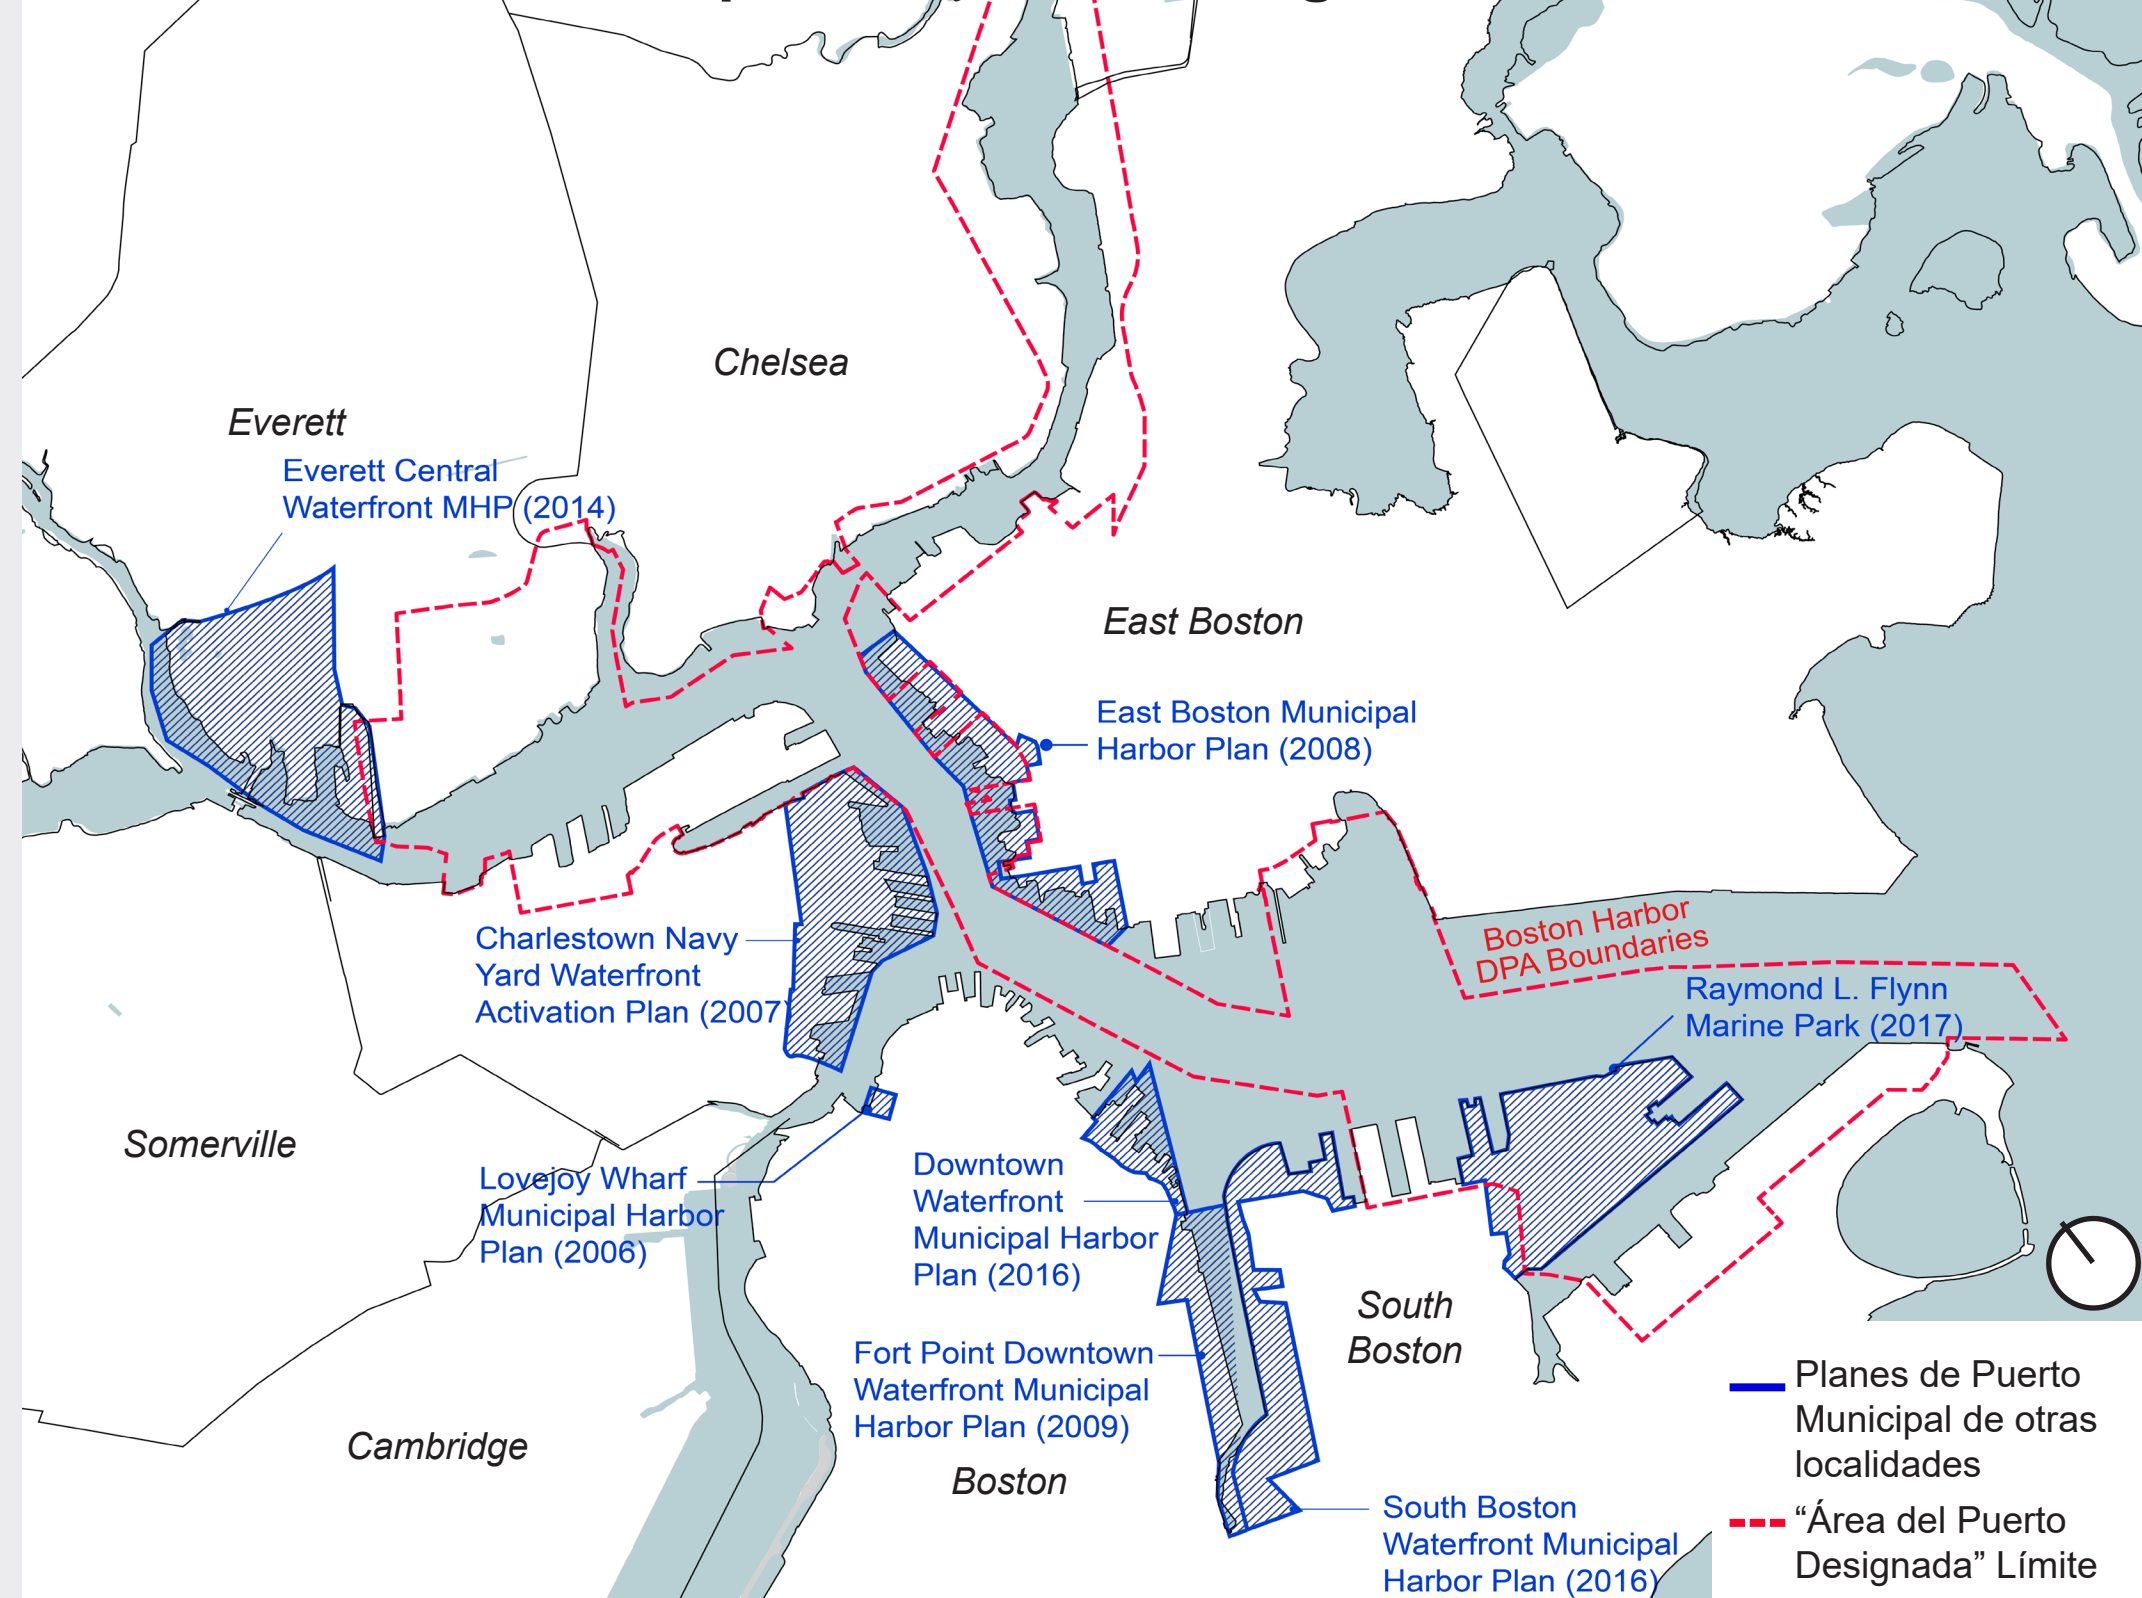 Chelsea
Everett
Everett Central
Waterfront MHP (2014)
East Boston
East Boston Municipal
Harbor Plan (2008)
Boston Harbor
DPA Boundaries
Charlestown Navy
Yard Waterfront
Activation Plan (2007)
Raymond L. Flynn
Marine Park (2017)
Somerville
Lovejoy Wharf
Municipal Harbor
Plan (2006)
Downtown
Waterfront
Municipal Harbor
Plan (2016)
South
Boston
Fort Point Downtown
Waterfront Municipal
Harbor Plan (2009)
Cambridge
Boston
South Boston
Waterfront Municipal
Harbor Plan (2016)
Planes de Puerto
Municipal de otras
localidades
“Área del Puerto
Designada” Límite